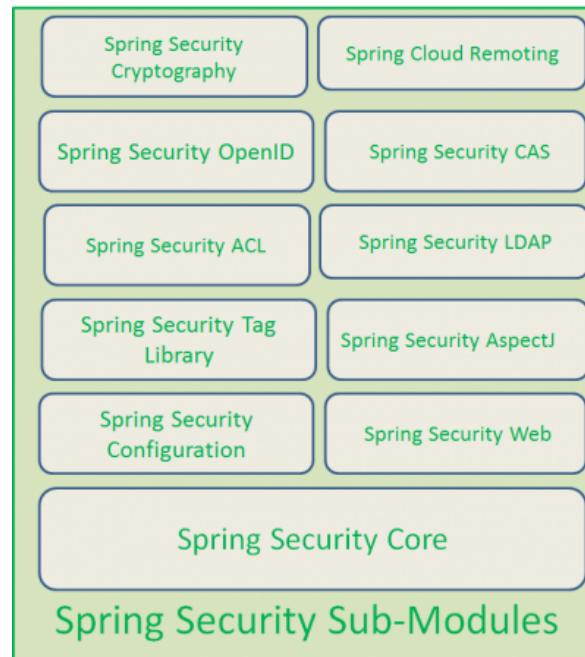 Spring Security
Cryptography
Spring Cloud Remoting
Spring Security OpenID
Spring Security CAS
Spring Security ACL
Spring Security LDAP
Spring Security Tag
Library
Spring Security AspectJ
Spring Security
Configuration
Spring Security Web
Spring Security Core
Spring Security Sub-Modules